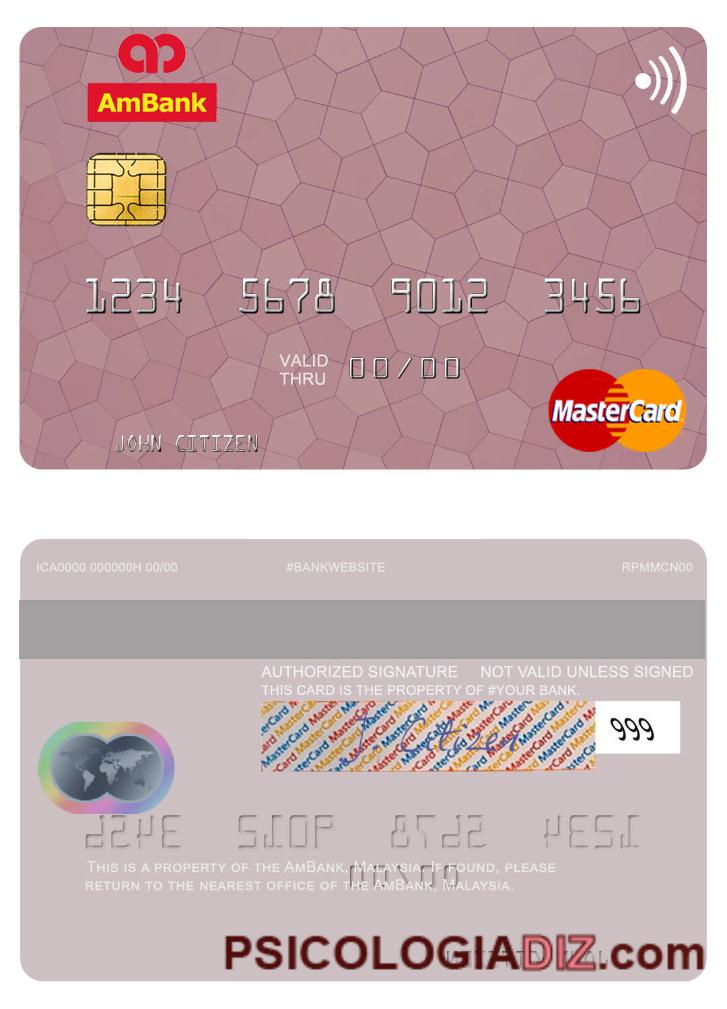 AmBank
1234 5678 9012 3456
VALID THRU 00/00
MasterCard
JOHN CITIZEN
ICA0000 000000H 00/00 #BANKWEBSITE RPMMCN00
AUTHORIZED SIGNATURE NOT VALID UNLESS SIGNED
THIS CARD IS THE PROPERTY OF #YOUR BANK.
J. Citizen 999
THIS IS A PROPERTY OF THE AMBANK, MALAYSIA. IF FOUND, PLEASE
RETURN TO THE NEAREST OFFICE OF THE AMBANK, MALAYSIA.
PSICOLOGIADIZ.com